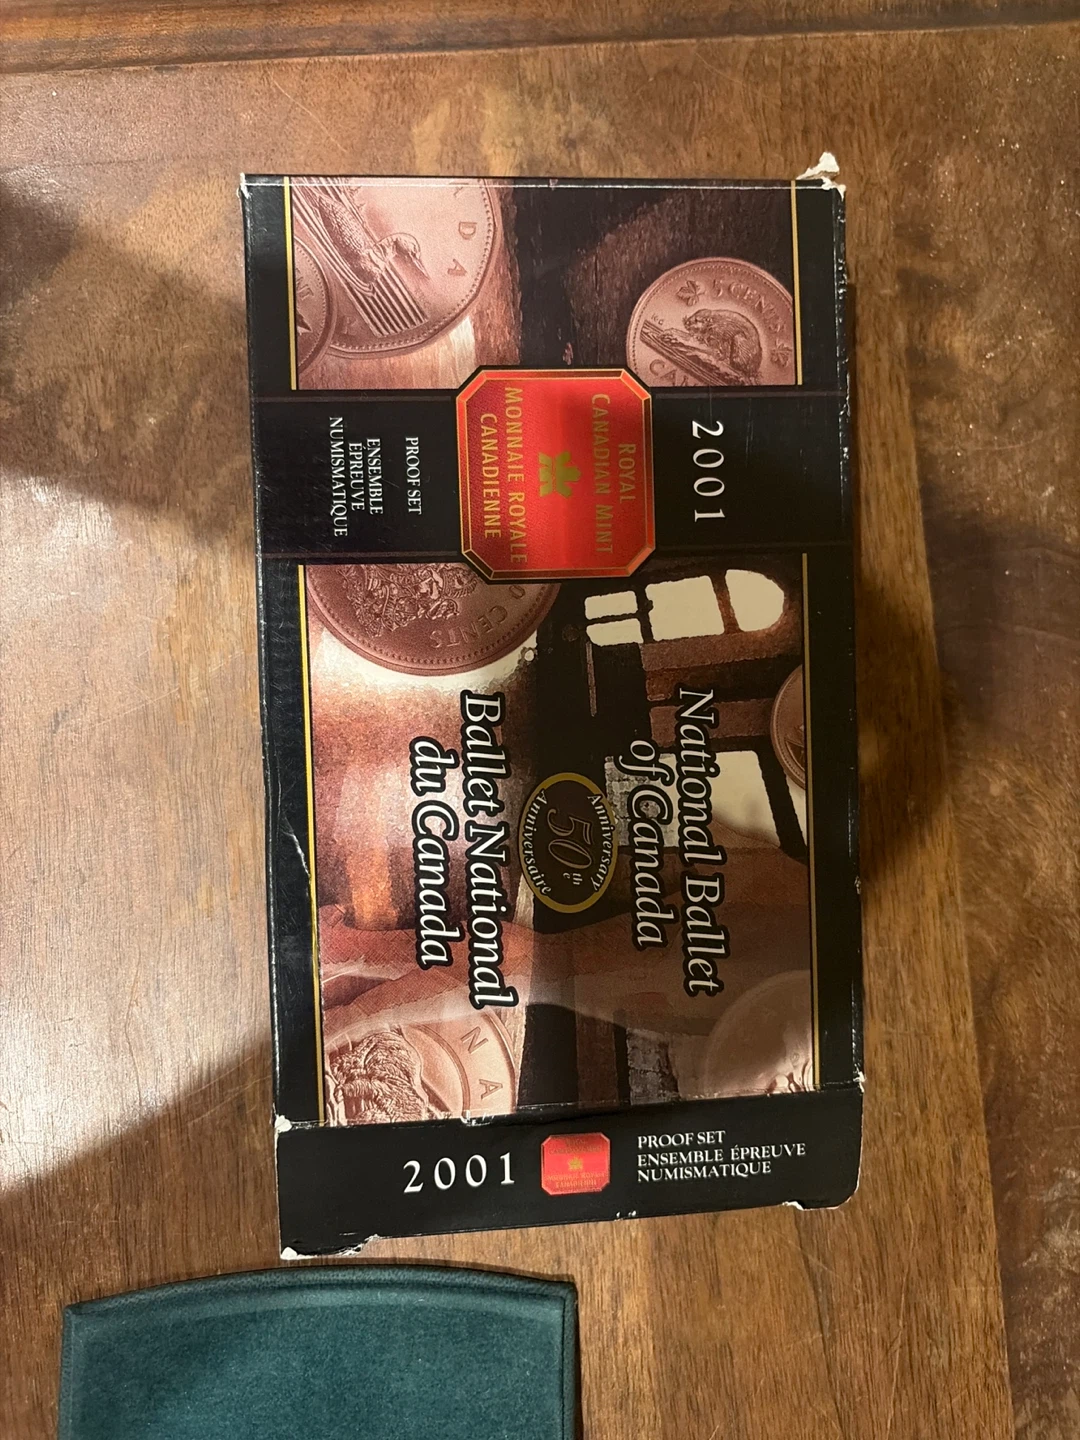 2001
ROYAL
CANADIAN MINT
MONNAIE ROYALE
CANADIENNE
PROOF SET
ENSEMBLE
ÉPREUVE
NUMISMATIQUE
5 CENTS
CENTS
National Ballet
of Canada
Anniversary
50th
e
Anniversaire
Ballet National
du Canada
2001
PROOF SET
ENSEMBLE ÉPREUVE
NUMISMATIQUE